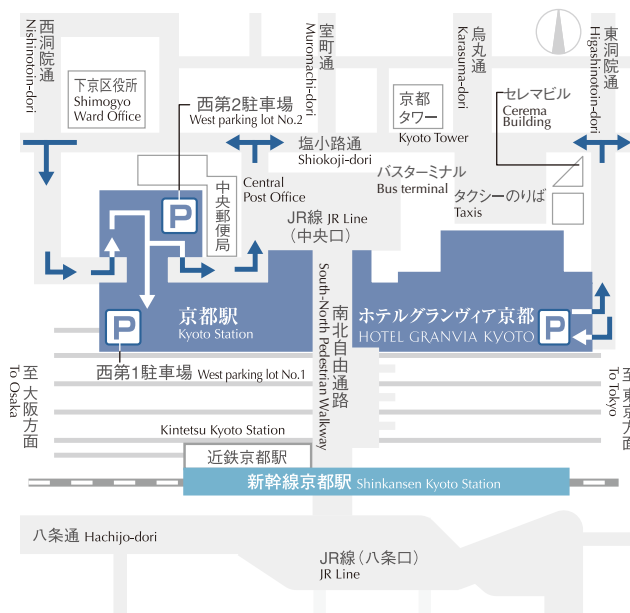 西洞院通
Nishinotoin-dori
室町通
Muromachi-dori
烏丸通
Karasuma-dori
東洞院通
Higashinotoin-dori
下京区役所
Shimogyo
Ward Office
西第2駐車場
West parking lot No.2
京都
タワー
Kyoto Tower
セレマビル
Cerema
Building
塩小路通
Shiokoji-dori
バスターミナル
Bus terminal
タクシーのりば
Taxis
中央郵便局
Central
Post Office
P
JR線 JR Line
(中央口)
京都駅
Kyoto Station
P
南北自由通路
South-North Pedestrian Walkway
ホテルグランヴィア京都
HOTEL GRANVIA KYOTO
P
西第1駐車場 West parking lot No.1
至 大阪方面
To Osaka
至 東京方面
To Tokyo
Kintetsu Kyoto Station
近鉄京都駅
新幹線京都駅 Shinkansen Kyoto Station
八条通 Hachijo-dori
JR線(八条口)
JR Line